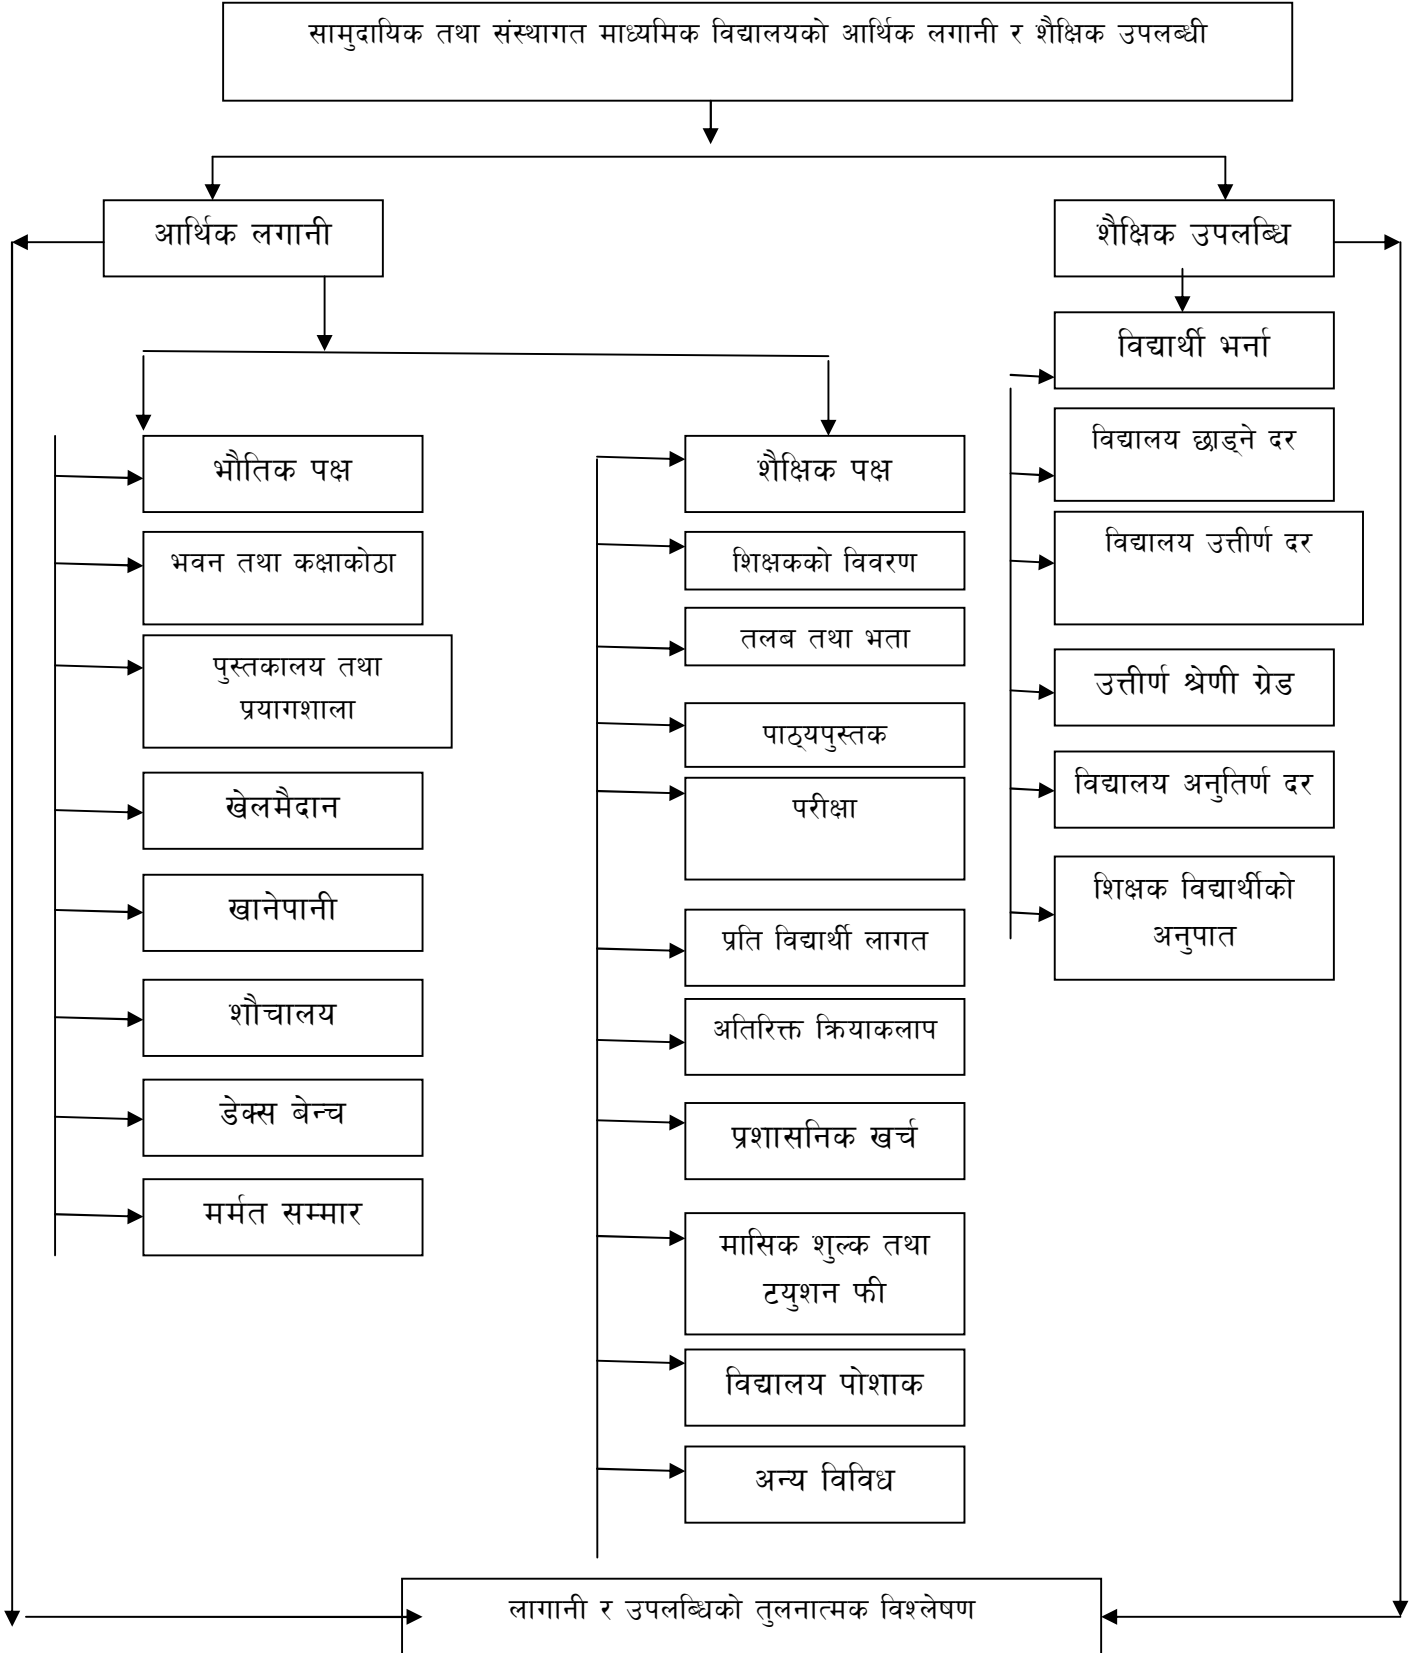 सामुदायिक तथा संस्थागत माध्यमिक विद्यालयको आर्थिक लगानी र शैक्षिक उपलब्धी
आर्थिक लगानी
शैक्षिक उपलब्धि
भौतिक पक्ष
भवन तथा कक्षाकोठा
पुस्तकालय तथा
प्रयागशाला
खेलमैदान
खानेपानी
शौचालय
डेक्स बेन्च
मर्मत सम्मार
शैक्षिक पक्ष
शिक्षकको विवरण
तलब तथा भता
पाठ्यपुस्तक
परीक्षा
प्रति विद्यार्थी लागत
अतिरिक्त क्रियाकलाप
प्रशासनिक खर्च
मासिक शुल्क तथा
टयुशन फी
विद्यालय पोशाक
अन्य विविध
विद्यार्थी भर्ना
विद्यालय छाड्ने दर
विद्यालय उत्तीर्ण दर
उत्तीर्ण श्रेणी ग्रेड
विद्यालय अनुतिर्ण दर
शिक्षक विद्यार्थीको
अनुपात
लागानी र उपलब्धिको तुलनात्मक विश्लेषण